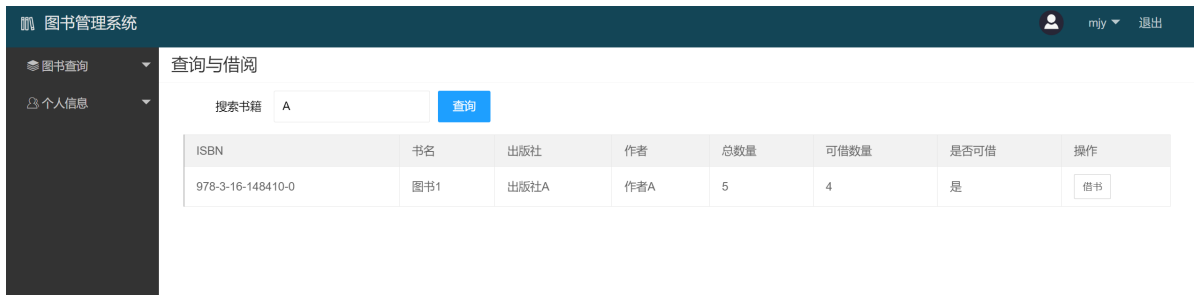 图书管理系统 mjy 退出
图书查询
个人信息
查询与借阅
搜索书籍 A 查询
ISBN 书名 出版社 作者 总数量 可借数量 是否可借 操作
978-3-16-148410-0 图书1 出版社A 作者A 5 4 是 借书